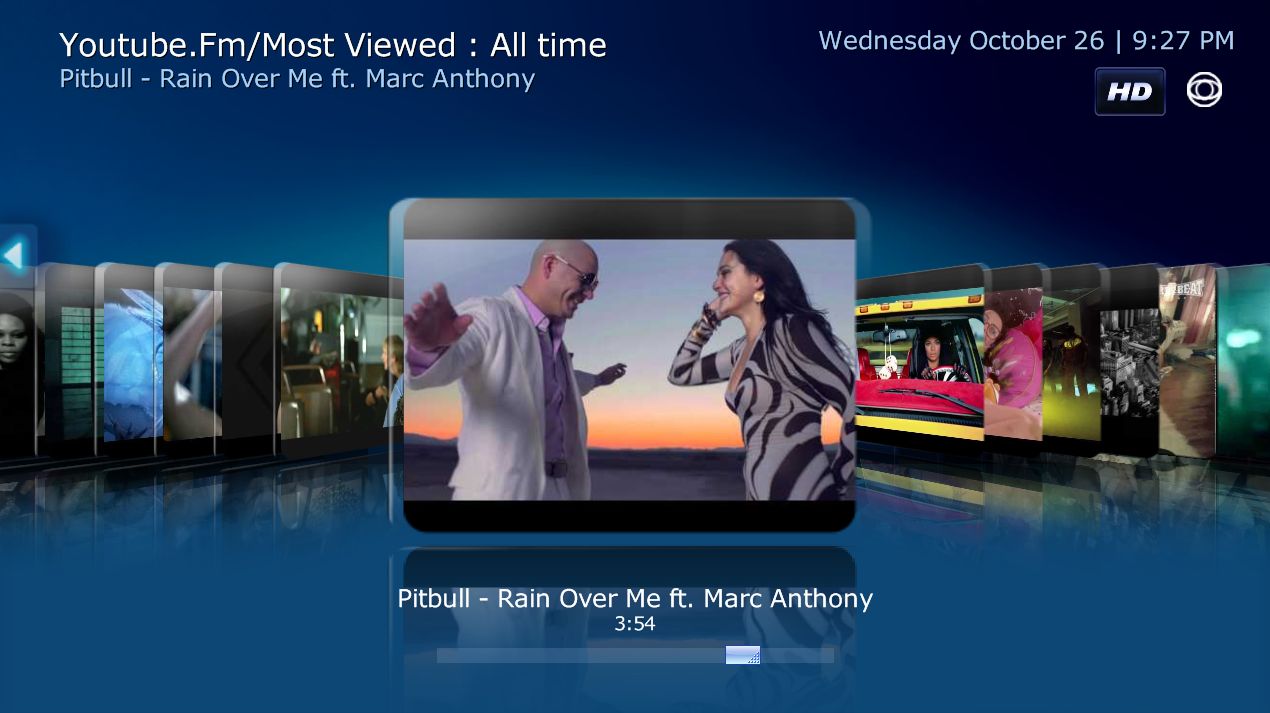 Youtube.Fm/Most Viewed : All time
Wednesday October 26 | 9:27 PM
Pitbull - Rain Over Me ft. Marc Anthony
HD
Pitbull - Rain Over Me ft. Marc Anthony
3:54